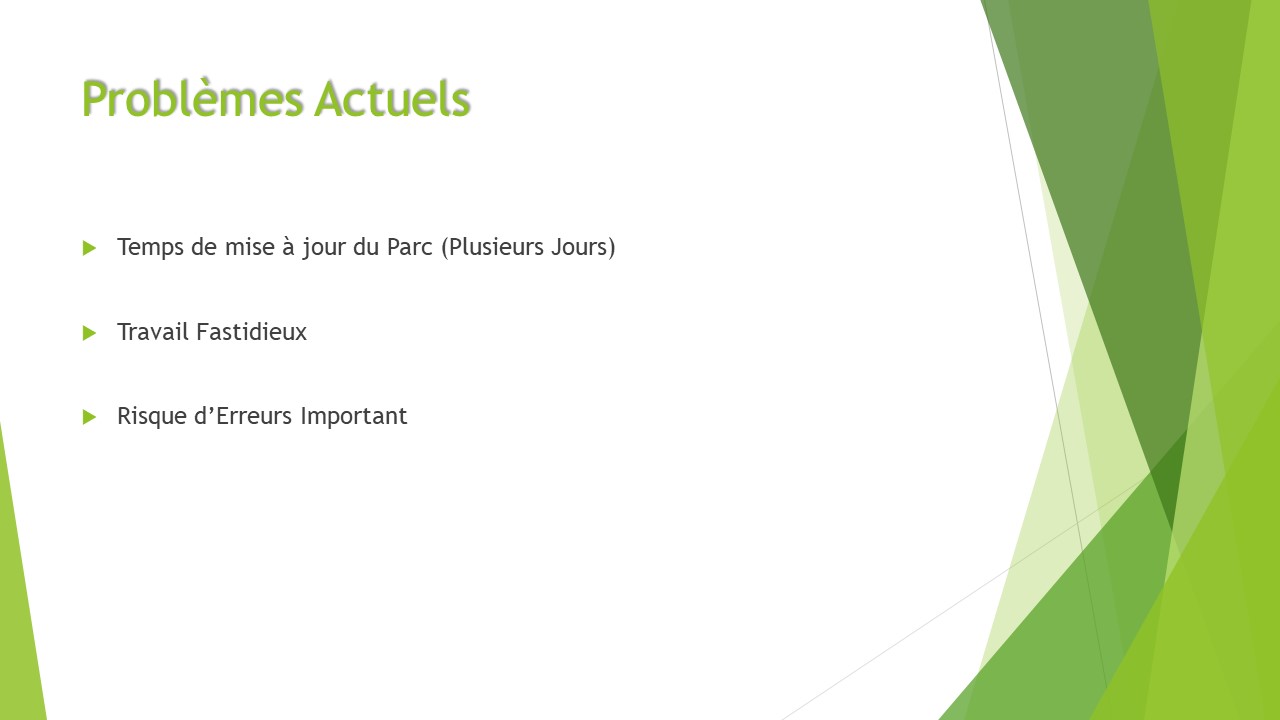 Problèmes Actuels
Temps de mise à jour du Parc (Plusieurs Jours)
Travail Fastidieux
Risque d’Erreurs Important